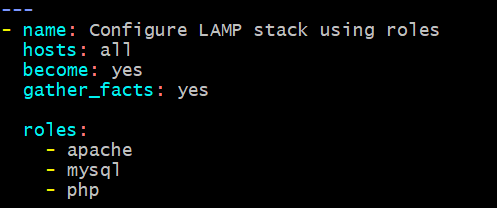 ---
- name: Configure LAMP stack using roles
  hosts: all
  become: yes
  gather_facts: yes

  roles:
    - apache
    - mysql
    - php